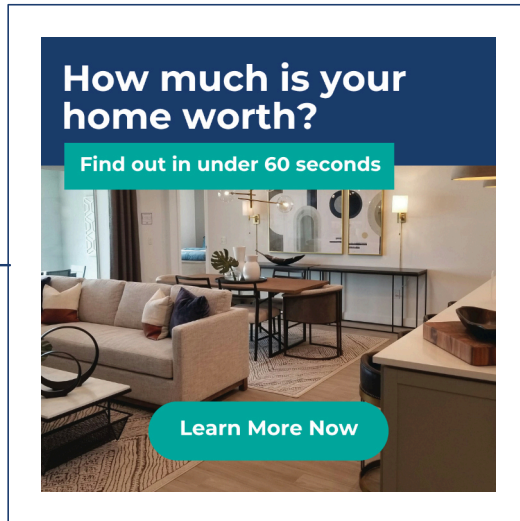 How much is your
home worth?
Find out in under 60 seconds
Learn More Now